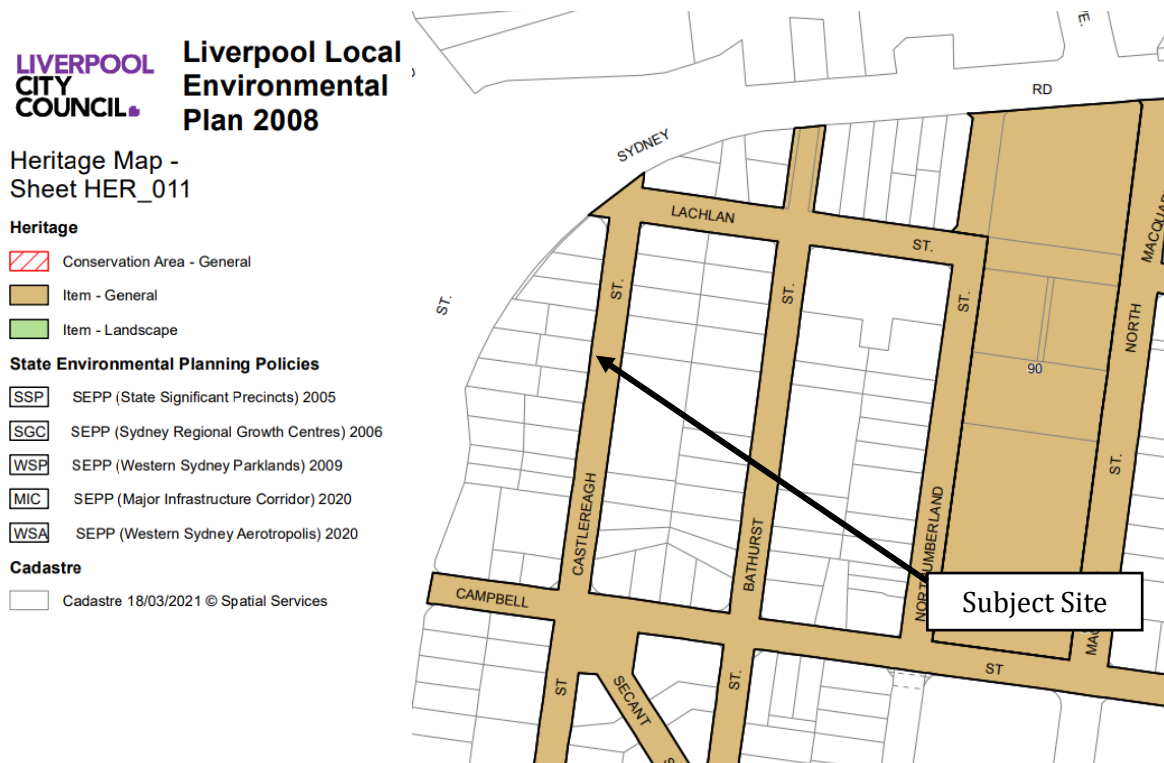 LIVERPOOL
CITY
COUNCIL
Liverpool Local
Environmental
Plan 2008
Heritage Map -
Sheet HER_011
Heritage
Conservation Area - General
Item - General
Item - Landscape
State Environmental Planning Policies
SSP SEPP (State Significant Precincts) 2005
SGC SEPP (Sydney Regional Growth Centres) 2006
WSP SEPP (Western Sydney Parklands) 2009
MIC SEPP (Major Infrastructure Corridor) 2020
WSA SEPP (Western Sydney Aerotropolis) 2020
Cadastre
Cadastre 18/03/2021 © Spatial Services
VE.
RD
SYDNEY
LACHLAN
ST.
MACQUAR
ST.
ST.
ST.
ST.
NORTH
90
ST.
CASTLEREAGH
BATHURST
NORTHUMBERLAND
CAMPBELL
Subject Site
MAC
ST
ST
SECANT
ST.
S